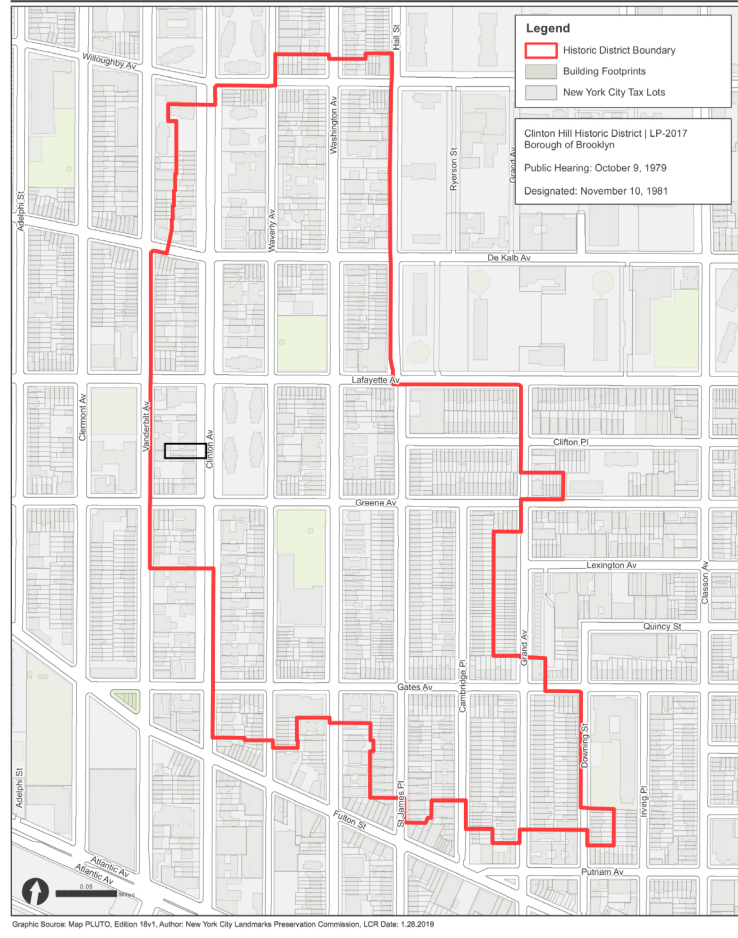 Legend
Historic District Boundary
Building Footprints
New York City Tax Lots
Clinton Hill Historic District | LP-2017
Borough of Brooklyn
Public Hearing: October 9, 1979
Designated: November 10, 1981
Willoughby Av
Hall St
Washington Av
Ryerson St
Grand Av
Adelphi St
Waverly Av
De Kalb Av
Lafayette Av
Clermont Av
Vanderbilt Av
Clinton Av
Clifton Pl
Greene Av
Lexington Av
Classon Av
Quincy St
Grand Av
Cambridge Pl
Gates Av
Downing St
Adelphi St
St James Pl
Irving Pl
Fulton St
Atlantic Av
Atlantic Av
Putnam Av
0.08
Miles
Graphic Source: Map PLUTO, Edition 18v1, Author: New York City Landmarks Preservation Commission, LCR Date: 1.28.2019